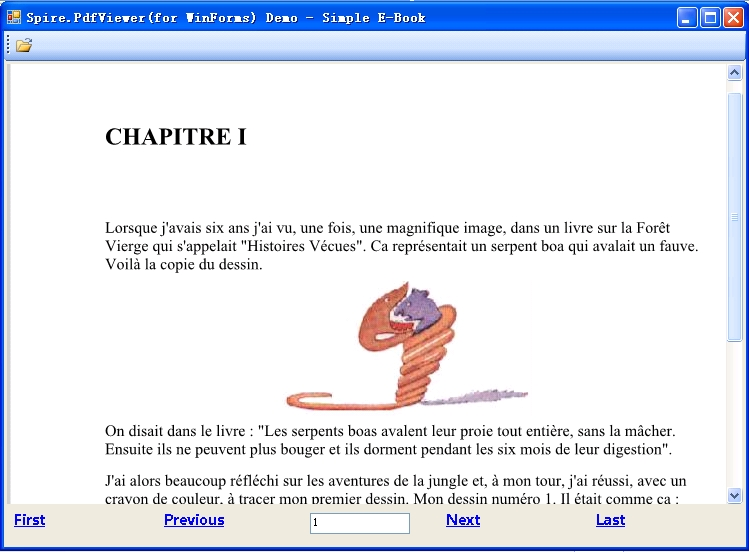 Spire.PdfViewer(for WinForms) Demo - Simple E-Book
CHAPITRE I
Lorsque j'avais six ans j'ai vu, une fois, une magnifique image, dans un livre sur la Forêt
Vierge qui s'appelait "Histoires Vécues". Ca représentait un serpent boa qui avalait un fauve.
Voilà la copie du dessin.
On disait dans le livre : "Les serpents boas avalent leur proie tout entière, sans la mâcher.
Ensuite ils ne peuvent plus bouger et ils dorment pendant les six mois de leur digestion".
J'ai alors beaucoup réfléchi sur les aventures de la jungle et, à mon tour, j'ai réussi, avec un
crayon de couleur, à tracer mon premier dessin. Mon dessin numéro 1. Il était comme ça :
First Previous 1 Next Last